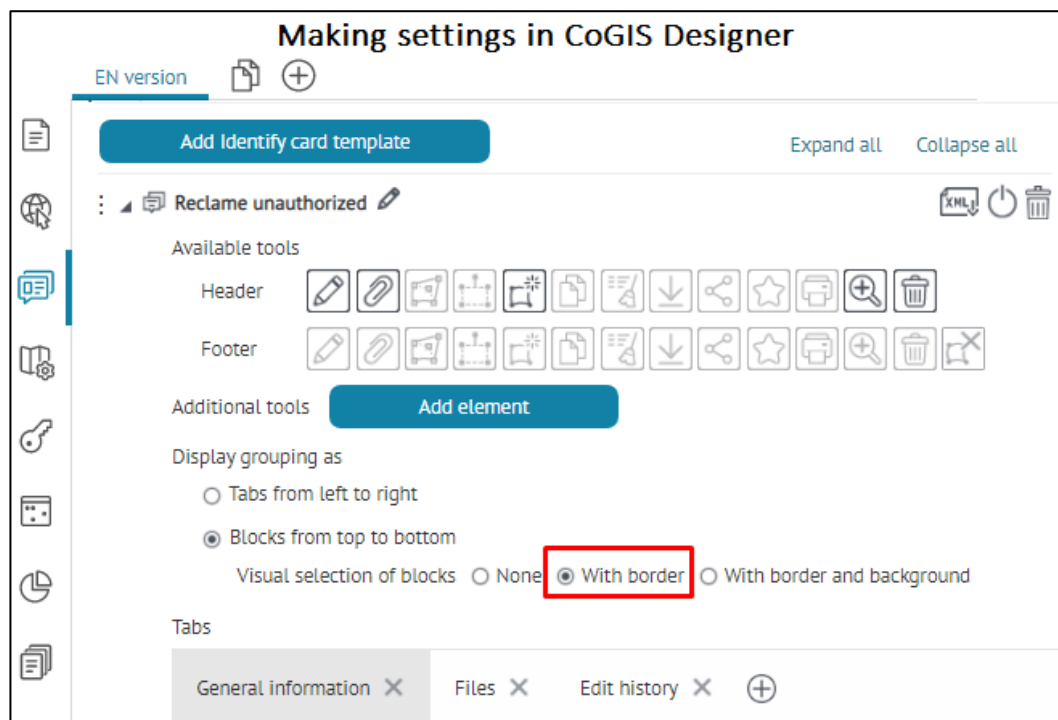 Making settings in CoGIS Designer
EN version
Add Identify card template
Expand all
Collapse all
Reclame unauthorized
XML
Available tools
Header
Footer
Additional tools
Add element
Display grouping as
Tabs from left to right
Blocks from top to bottom
Visual selection of blocks
None
With border
With border and background
Tabs
General information
Files
Edit history